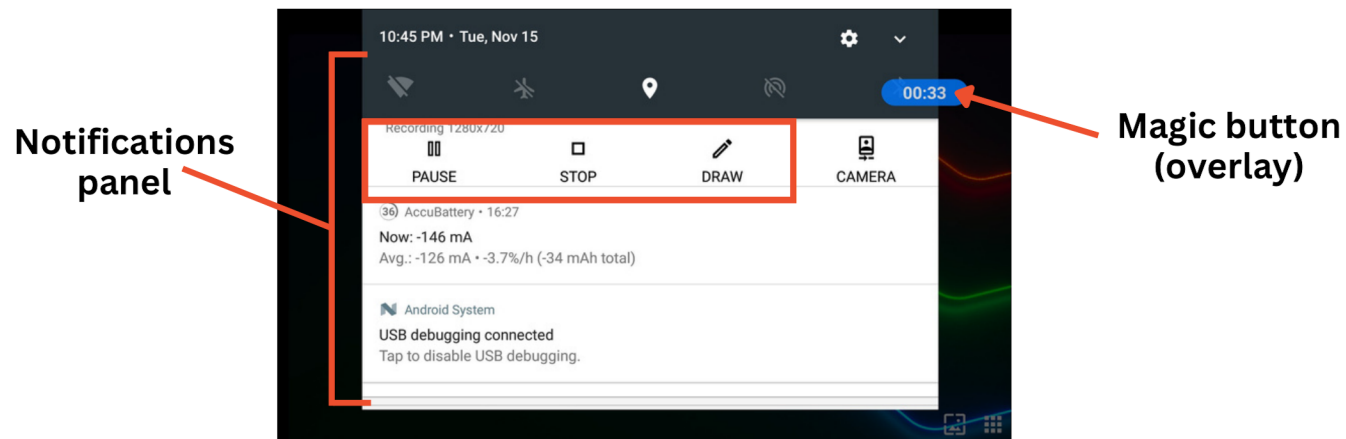 10:45 PM • Tue, Nov 15
00:33
Notifications
panel
Magic button
(overlay)
Recording 1280x720
PAUSE STOP DRAW CAMERA
36 AccuBattery • 16:27
Now: -146 mA
Avg.: -126 mA • -3.7%/h (-34 mAh total)
N Android System
USB debugging connected
Tap to disable USB debugging.